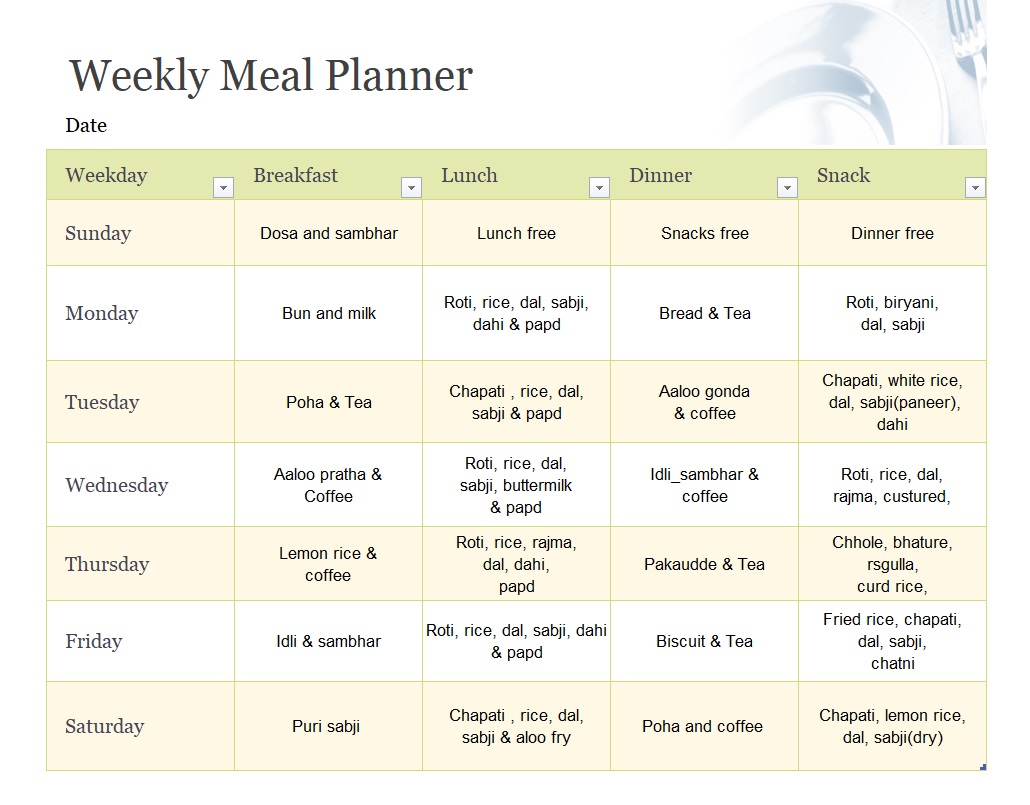 Weekly Meal Planner
Date
Weekday Breakfast Lunch Dinner Snack
Sunday
Dosa and sambhar
Lunch free
Snacks free
Dinner free
Monday
Bun and milk
Roti, rice, dal, sabji,
dahi & papd
Bread & Tea
Roti, biryani,
dal, sabji
Tuesday
Poha & Tea
Chapati , rice, dal,
sabji & papd
Aaloo gonda
& coffee
Chapati, white rice,
dal, sabji(paneer),
dahi
Wednesday
Aaloo pratha &
Coffee
Roti, rice, dal,
sabji, buttermilk
& papd
Idli_sambhar &
coffee
Roti, rice, dal,
rajma, custured,
Thursday
Lemon rice &
coffee
Roti, rice, rajma,
dal, dahi,
papd
Pakaudde & Tea
Chhole, bhature,
rsgulla,
curd rice,
Friday
Idli & sambhar
Roti, rice, dal, sabji, dahi
& papd
Biscuit & Tea
Fried rice, chapati,
dal, sabji,
chatni
Saturday
Puri sabji
Chapati , rice, dal,
sabji & aloo fry
Poha and coffee
Chapati, lemon rice,
dal, sabji(dry)